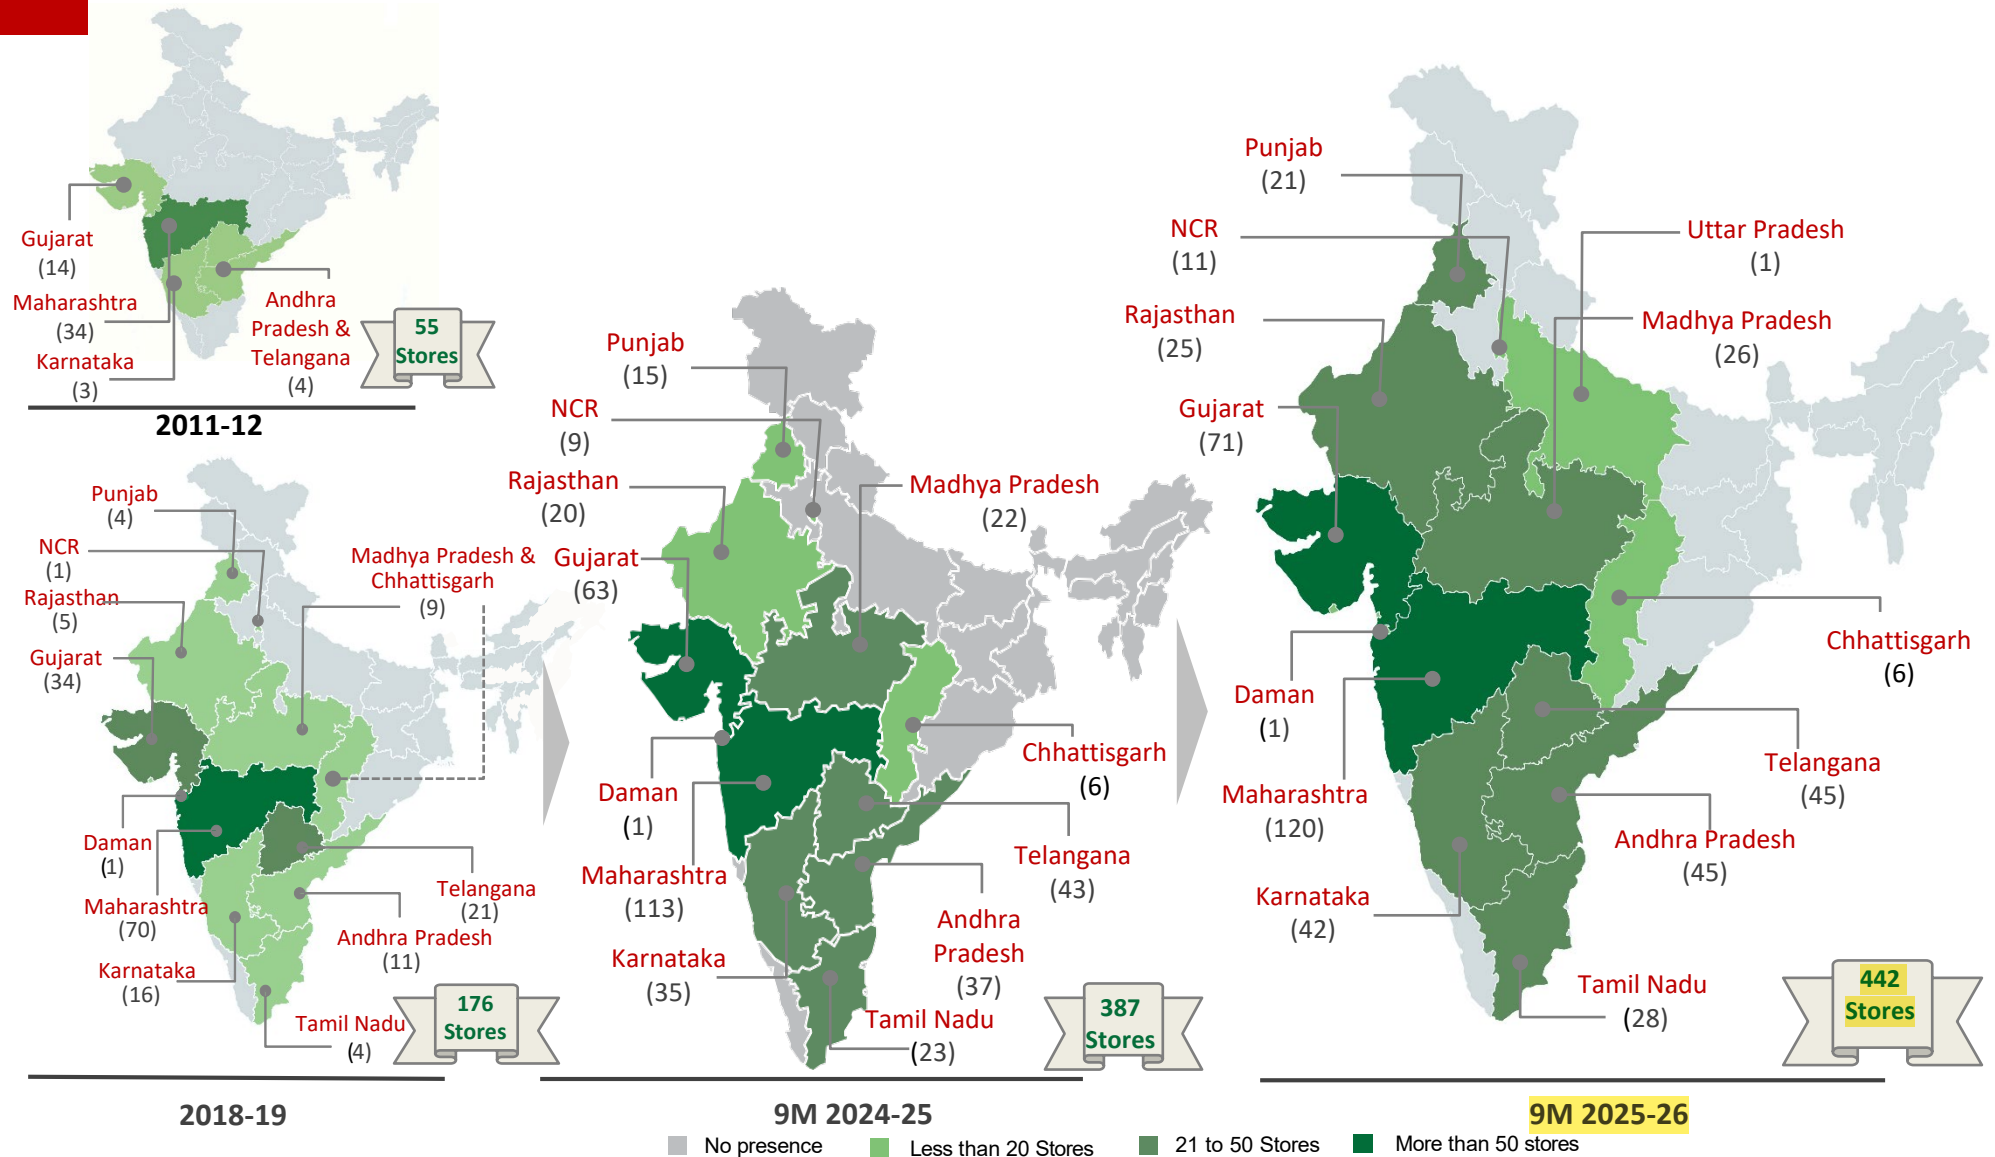 Gujarat
(14)
Maharashtra
(34)
Karnataka
(3)
Andhra
Pradesh &
Telangana
(4)
55
Stores
2011-12
Punjab
(4)
NCR
(1)
Rajasthan
(5)
Gujarat
(34)
Madhya Pradesh &
Chhattisgarh
(9)
Daman
(1)
Maharashtra
(70)
Karnataka
(16)
Telangana
(21)
Andhra Pradesh
(11)
Tamil Nadu
(4)
176
Stores
2018-19
Punjab
(15)
NCR
(9)
Rajasthan
(20)
Gujarat
(63)
Madhya Pradesh
(22)
Chhattisgarh
(6)
Daman
(1)
Maharashtra
(113)
Telangana
(43)
Andhra
Pradesh
(37)
Karnataka
(35)
Tamil Nadu
(23)
387
Stores
9M 2024-25
Punjab
(21)
NCR
(11)
Rajasthan
(25)
Gujarat
(71)
Uttar Pradesh
(1)
Madhya Pradesh
(26)
Chhattisgarh
(6)
Daman
(1)
Maharashtra
(120)
Telangana
(45)
Andhra Pradesh
(45)
Karnataka
(42)
Tamil Nadu
(28)
442
Stores
9M 2025-26
No presence
Less than 20 Stores
21 to 50 Stores
More than 50 stores